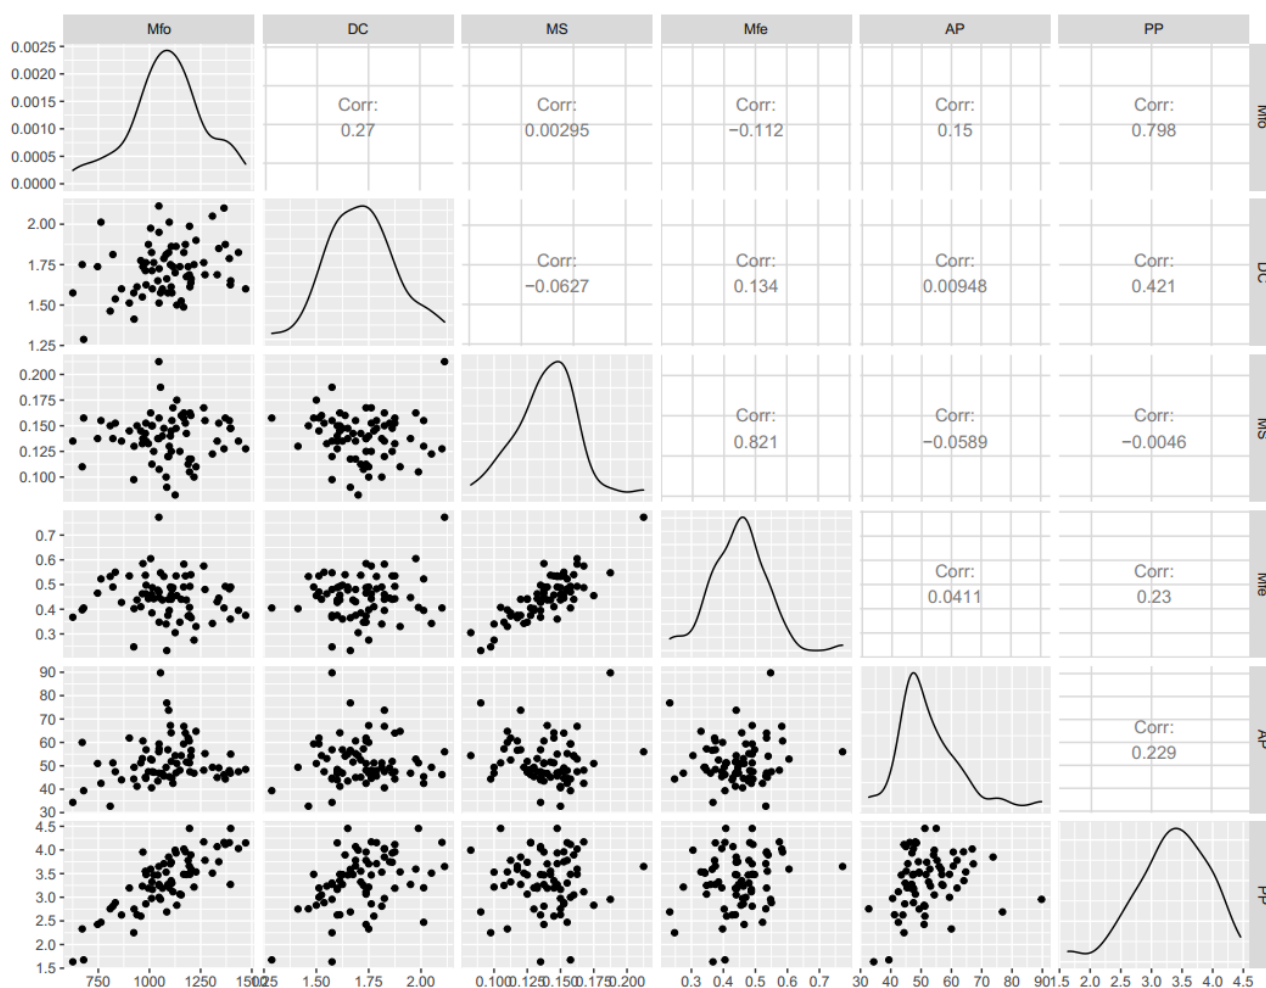 Mfo DC MS Mfe AP PP
0.0025
0.0020
0.0015
0.0010
0.0005
0.0000
Corr:
0.27
Corr:
0.00295
Corr:
−0.112
Corr:
0.15
Corr:
0.798
Mfo
2.00
1.75
1.50
1.25
Corr:
−0.0627
Corr:
0.134
Corr:
0.00948
Corr:
0.421
DC
0.200
0.175
0.150
0.125
0.100
Corr:
0.821
Corr:
−0.0589
Corr:
−0.0046
MS
0.7
0.6
0.5
0.4
0.3
Corr:
0.0411
Corr:
0.23
Mfe
90
80
70
60
50
40
30
Corr:
0.229
AP
4.5
4.0
3.5
3.0
2.5
2.0
1.5
PP
750 1000 1250 1500 1.25 1.50 1.75 2.00 0.100 0.125 0.150 0.175 0.200 0.3 0.4 0.5 0.6 0.7 30 40 50 60 70 80 90 1.5 2.0 2.5 3.0 3.5 4.0 4.5